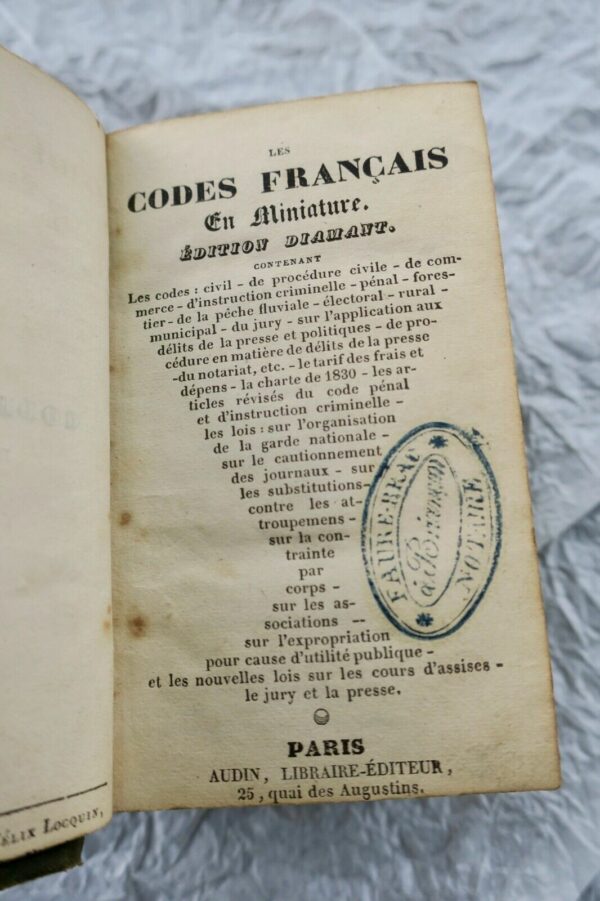 LES
CODES FRANÇAIS
En Miniature.
ÉDITION DIAMANT.
CONTENANT
Les codes : civil - de procédure civile - de com-
merce - d'instruction criminelle - pénal - fores-
tier - de la pêche fluviale - électoral - rural -
municipal - du jury - sur l'application aux
délits de la presse et politiques - de pro-
cédure en matière de délits de la presse
-du notariat, etc. - le tarif des frais et
dépens - la charte de 1830 - les ar-
ticles révisés du code pénal
et d'instruction criminelle -
les lois : sur l'organisation
de la garde nationale -
sur le cautionnement
des journaux - sur
les substitutions-
contre les at-
troupemens -
sur la con-
trainte
par
corps -
sur les as-
sociations --
sur l'expropriation
pour cause d'utilité publique -
et les nouvelles lois sur les cours d'assises -
le jury et la presse.
PARIS
AUDIN, LIBRAIRE-ÉDITEUR,
25, quai des Augustins.
FAURE-BRAC
à Briançon
NOTAIRE
FÉLIX LOCQUIN,